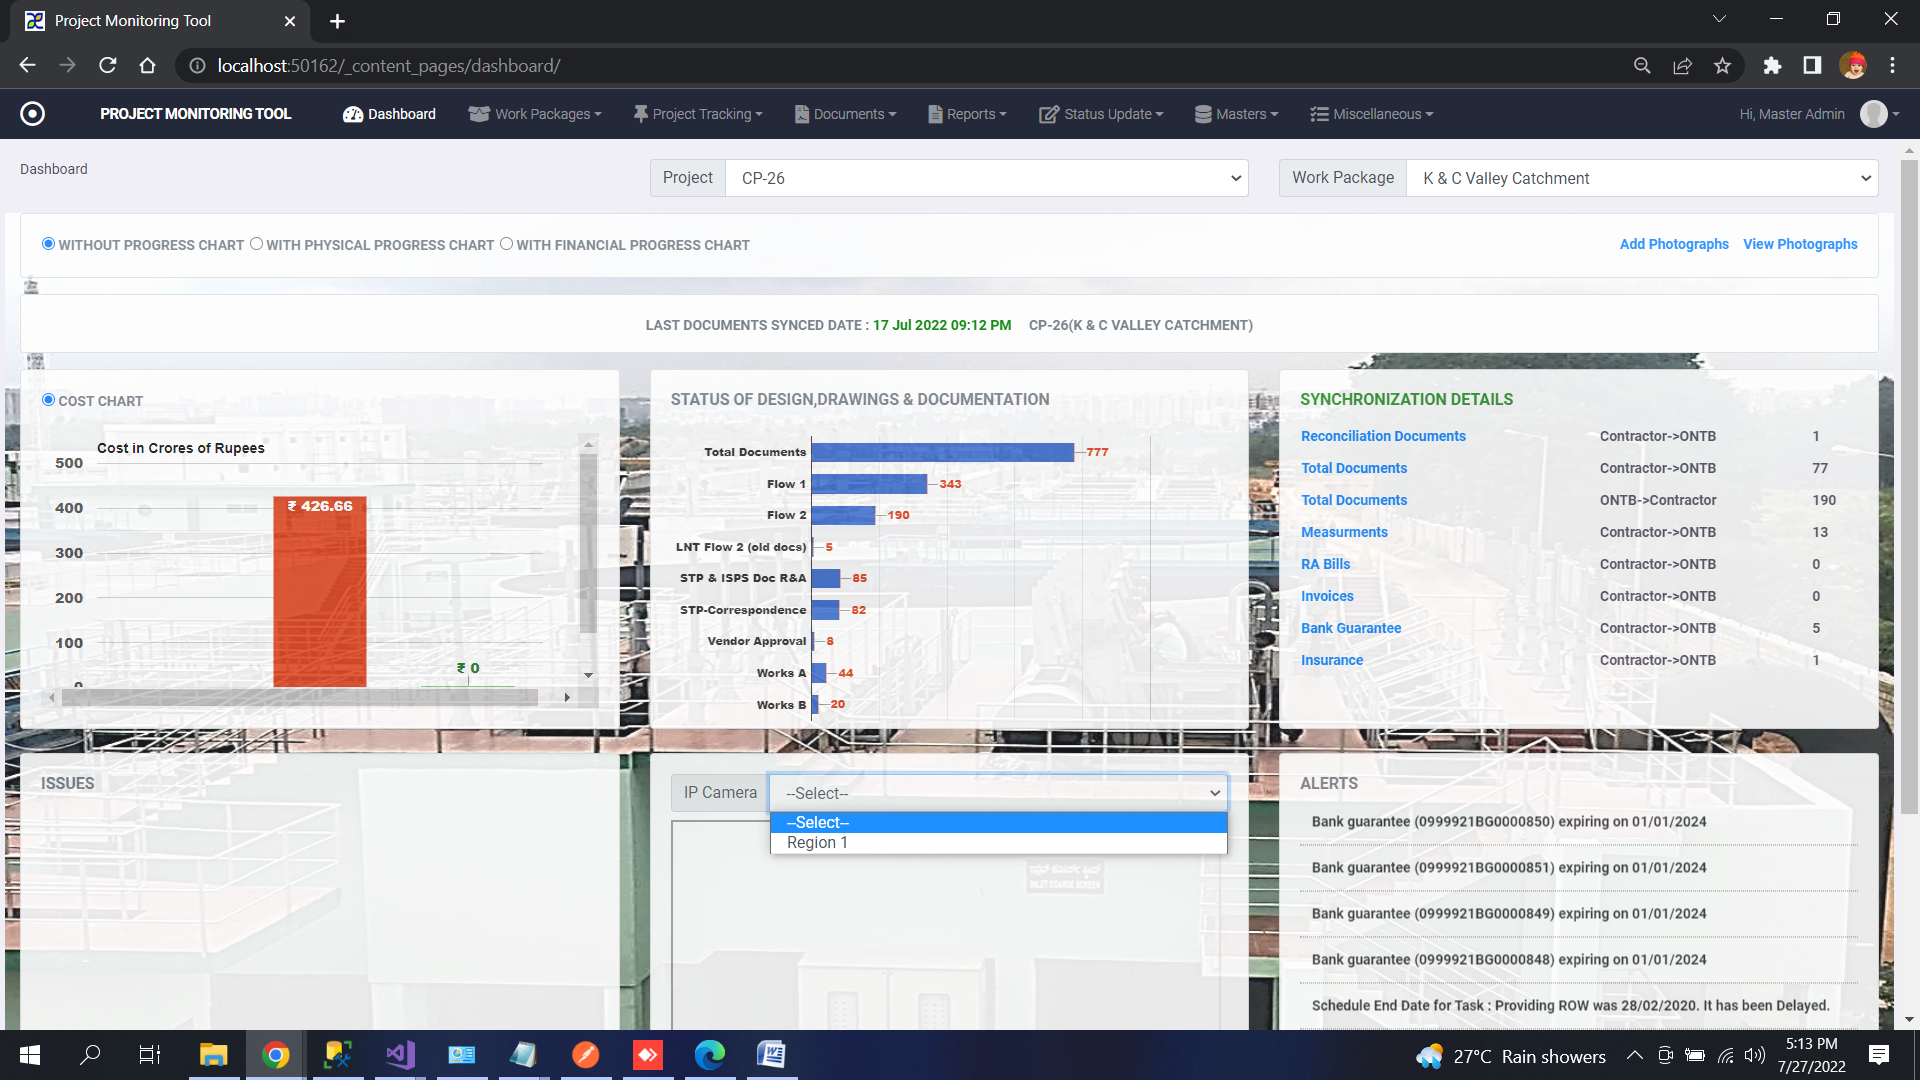 Project Monitoring Tool
localhost:50162/_content_pages/dashboard/
PROJECT MONITORING TOOL
Dashboard
Work Packages
Project Tracking
Documents
Reports
Status Update
Masters
Miscellaneous
Hi, Master Admin
Dashboard
Project
CP-26
Work Package
K & C Valley Catchment
WITHOUT PROGRESS CHART
WITH PHYSICAL PROGRESS CHART
WITH FINANCIAL PROGRESS CHART
Add Photographs
View Photographs
LAST DOCUMENTS SYNCED DATE : 17 Jul 2022 09:12 PM CP-26(K & C VALLEY CATCHMENT)
COST CHART
Cost in Crores of Rupees
500
400
300
200
100
0
₹ 426.66
₹ 0
STATUS OF DESIGN,DRAWINGS & DOCUMENTATION
Total Documents 777
Flow 1 343
Flow 2 190
LNT Flow 2 (old docs) 5
STP & ISPS Doc R&A 85
STP-Correspondence 82
Vendor Approval 8
Works A 44
Works B 20
SYNCHRONIZATION DETAILS
Reconciliation Documents Contractor->ONTB 1
Total Documents Contractor->ONTB 77
Total Documents ONTB->Contractor 190
Measurments Contractor->ONTB 13
RA Bills Contractor->ONTB 0
Invoices Contractor->ONTB 0
Bank Guarantee Contractor->ONTB 5
Insurance Contractor->ONTB 1
ISSUES
IP Camera
--Select--
--Select--
Region 1
INLET COARSE SCREEN
ALERTS
Bank guarantee (0999921BG0000850) expiring on 01/01/2024
Bank guarantee (0999921BG0000851) expiring on 01/01/2024
Bank guarantee (0999921BG0000849) expiring on 01/01/2024
Bank guarantee (0999921BG0000848) expiring on 01/01/2024
Schedule End Date for Task : Providing ROW was 28/02/2020. It has been Delayed.
27°C Rain showers
5:13 PM
7/27/2022